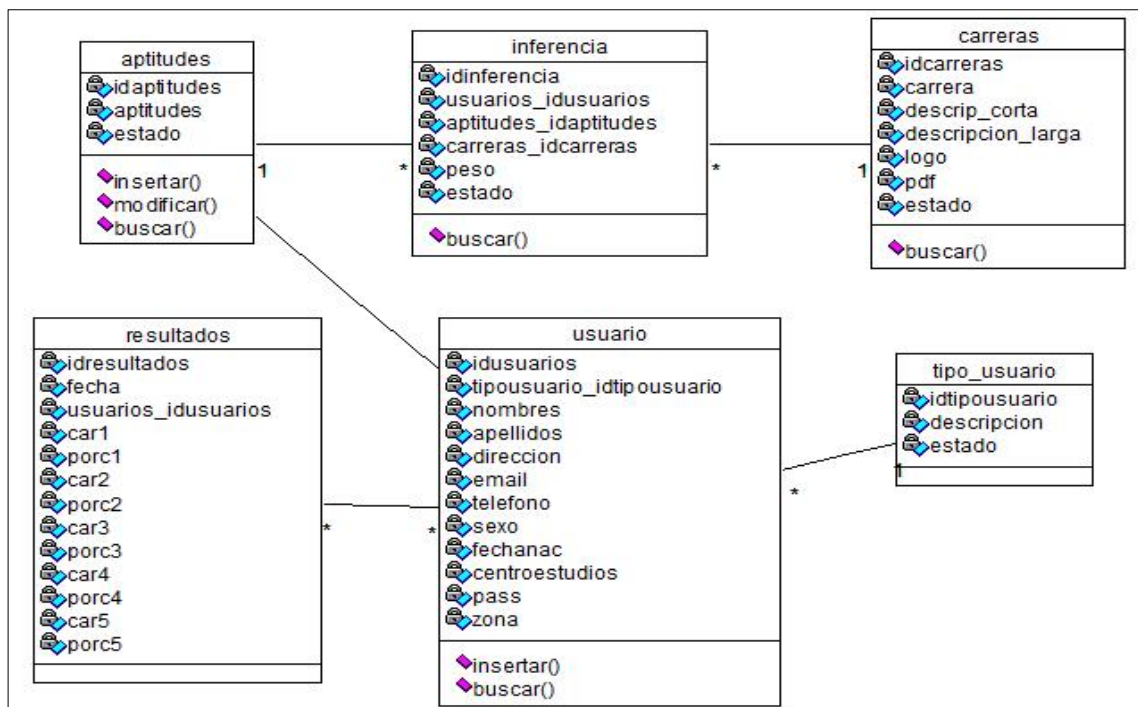 aptitudes
idaptitudes
aptitudes
estado
insertar()
modificar()
buscar()
1
*
inferencia
idinferencia
usuarios_idusuarios
aptitudes_idaptitudes
carreras_idcarreras
peso
estado
buscar()
*
1
carreras
idcarreras
carrera
descrip_corta
descripcion_larga
logo
pdf
estado
buscar()
resultados
idresultados
fecha
usuarios_idusuarios
car1
porc1
car2
porc2
car3
porc3
car4
porc4
car5
porc5
*
*
usuario
idusuarios
tipousuario_idtipousuario
nombres
apellidos
direccion
email
telefono
sexo
fechanac
centroestudios
pass
zona
insertar()
buscar()
*
1
tipo_usuario
idtipousuario
descripcion
estado